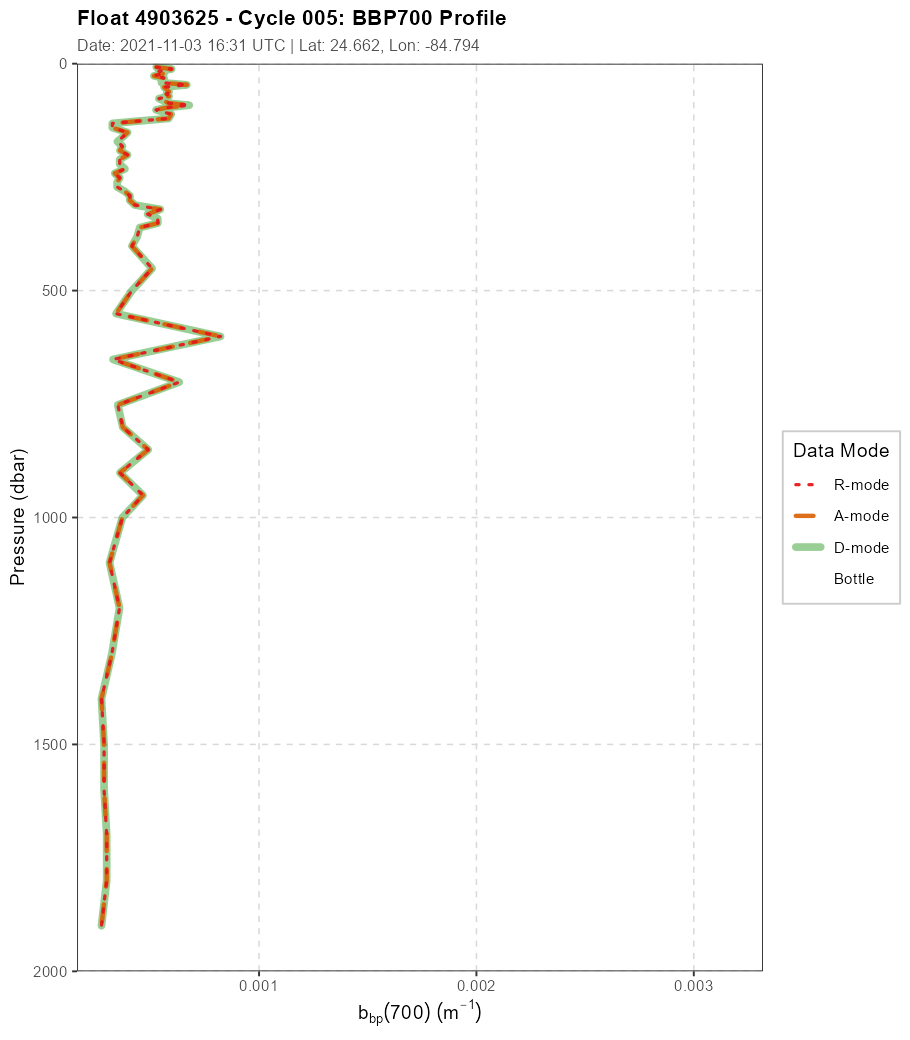 Float 4903625 - Cycle 005: BBP700 Profile
Date: 2021-11-03 16:31 UTC | Lat: 24.662, Lon: -84.794
0
500
1000
1500
2000
Pressure (dbar)
0.001
0.002
0.003
b_bp(700) (m⁻¹)
Data Mode
R-mode
A-mode
D-mode
Bottle